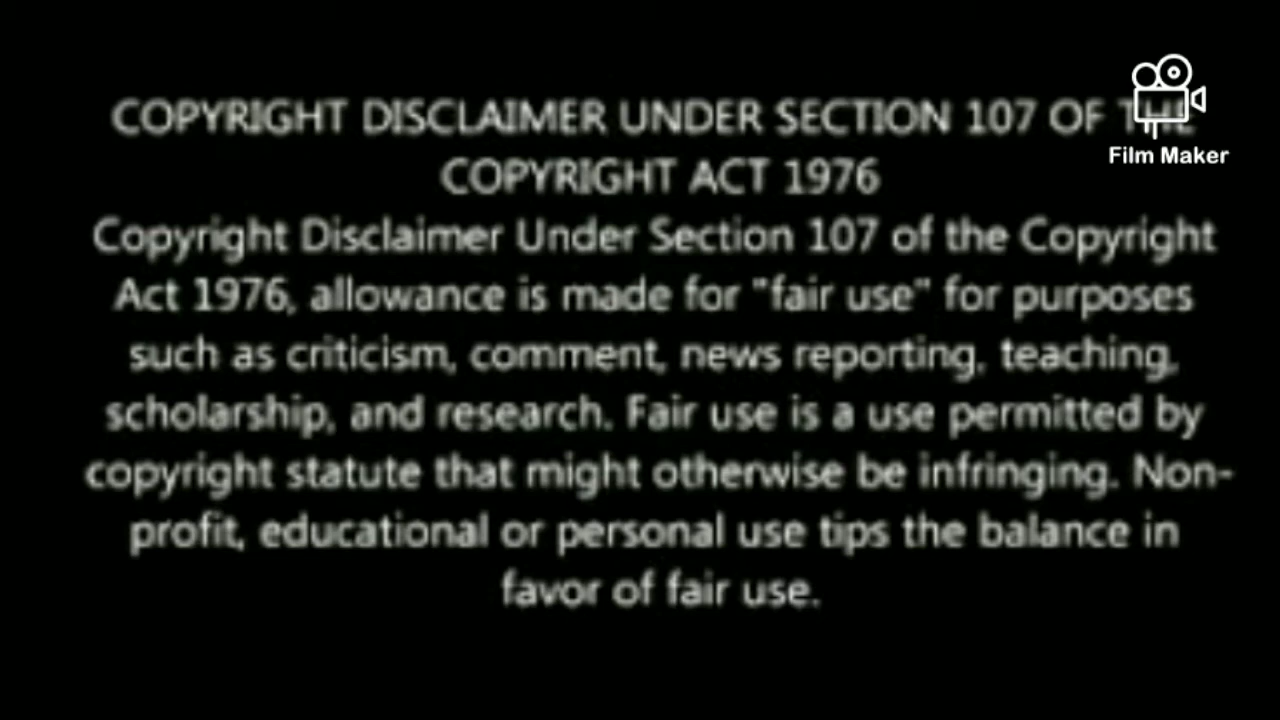 COPYRIGHT DISCLAIMER UNDER SECTION 107 OF THE
COPYRIGHT ACT 1976
Copyright Disclaimer Under Section 107 of the Copyright
Act 1976, allowance is made for "fair use" for purposes
such as criticism, comment, news reporting, teaching,
scholarship, and research. Fair use is a use permitted by
copyright statute that might otherwise be infringing. Non-
profit, educational or personal use tips the balance in
favor of fair use.
Film Maker